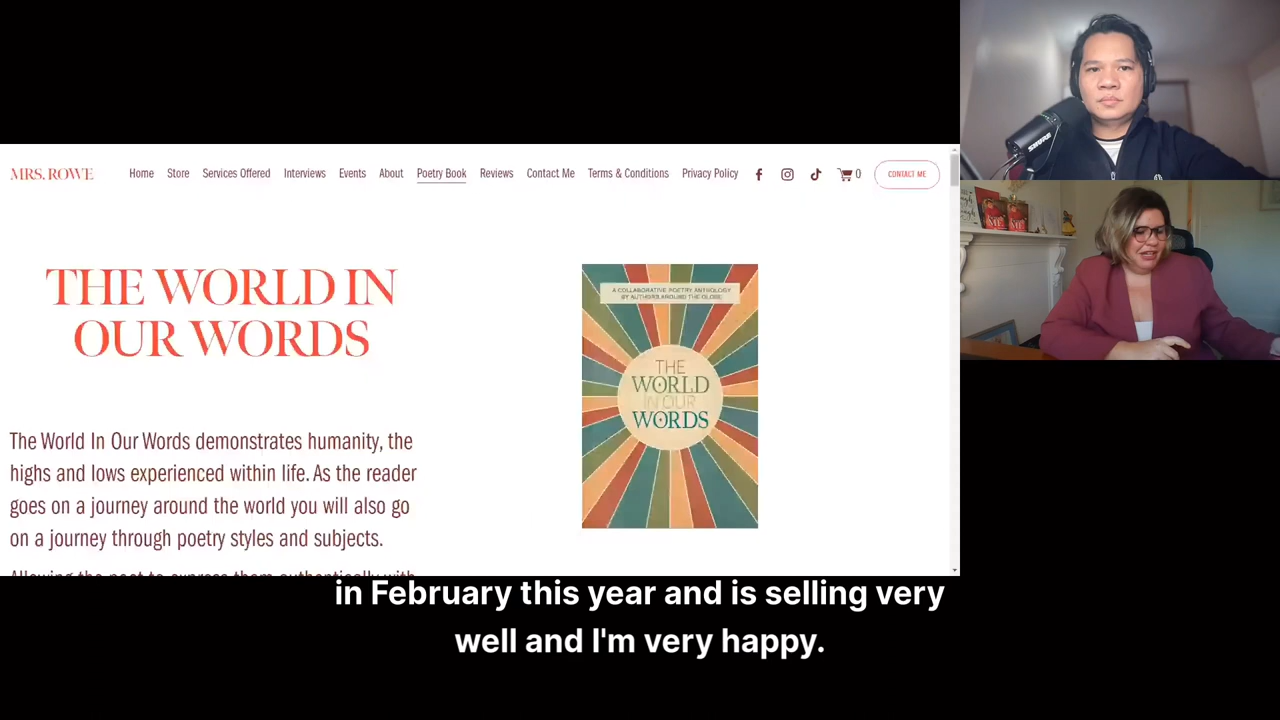 MRS. ROWE
Home Store Services Offered Interviews Events About Poetry Book Reviews Contact Me Terms & Conditions Privacy Policy 0 CONTACT ME
THE WORLD IN
OUR WORDS
The World In Our Words demonstrates humanity, the
highs and lows experienced within life. As the reader
goes on a journey around the world you will also go
on a journey through poetry styles and subjects.
A COLLABORATIVE POETRY ANTHOLOGY
BY AUTHORS AROUND THE GLOBE
THE
WORLD
IN OUR
WORDS
SHURE
ME
in February this year and is selling very
well and I'm very happy.